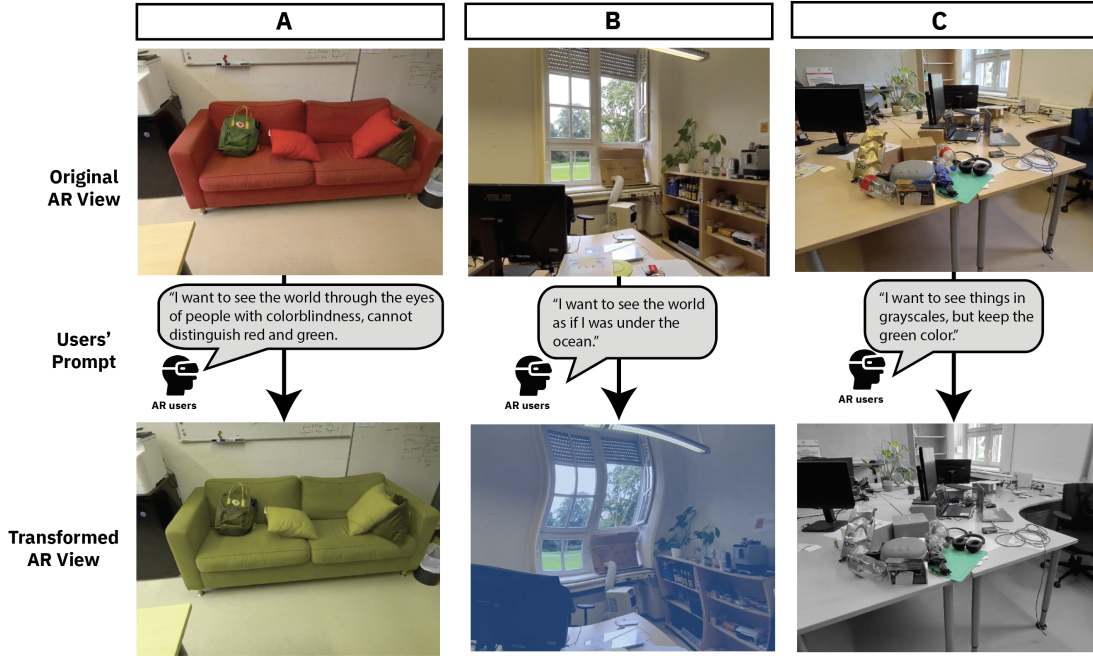 A
B
C
Original
AR View
ASUS
Users’
Prompt
“I want to see the world through the eyes
of people with colorblindness, cannot
distinguish red and green.
“I want to see the world
as if I was under the
ocean.”
“I want to see things in
grayscales, but keep the
green color.”
AR users
AR users
AR users
Transformed
AR View